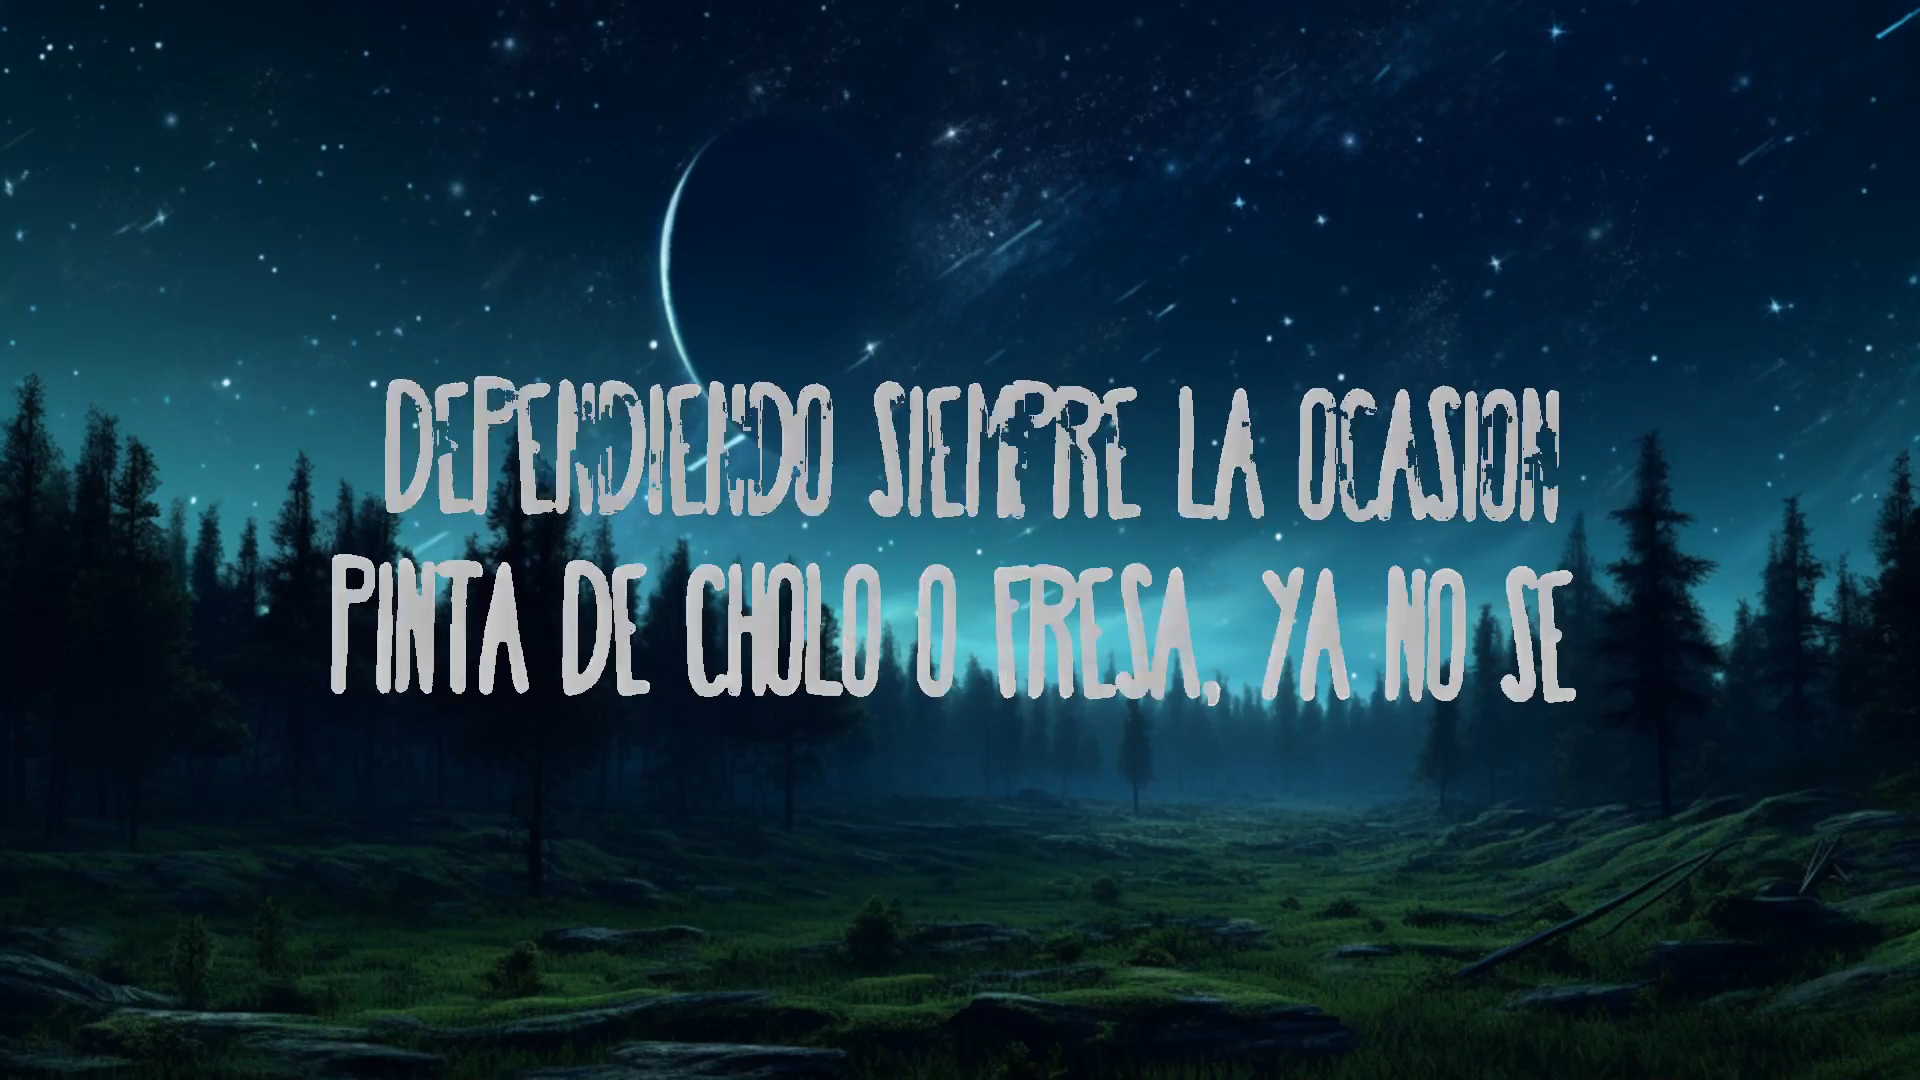 DEPENDIENDO SIEMPRE LA OCASION
PINTA DE CHOLO O FRESA, YA NO SE